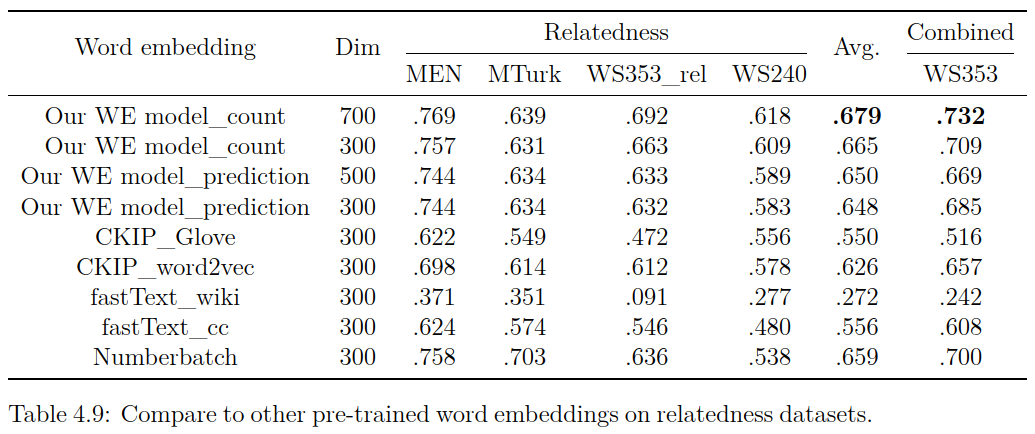 Word embedding Dim Relatedness Avg. Combined
MEN MTurk WS353_rel WS240 WS353
Our WE model_count 700 .769 .639 .692 .618 .679 .732
Our WE model_count 300 .757 .631 .663 .609 .665 .709
Our WE model_prediction 500 .744 .634 .633 .589 .650 .669
Our WE model_prediction 300 .744 .634 .632 .583 .648 .685
CKIP_Glove 300 .622 .549 .472 .556 .550 .516
CKIP_word2vec 300 .698 .614 .612 .578 .626 .657
fastText_wiki 300 .371 .351 .091 .277 .272 .242
fastText_cc 300 .624 .574 .546 .480 .556 .608
Numberbatch 300 .758 .703 .636 .538 .659 .700
Table 4.9: Compare to other pre-trained word embeddings on relatedness datasets.